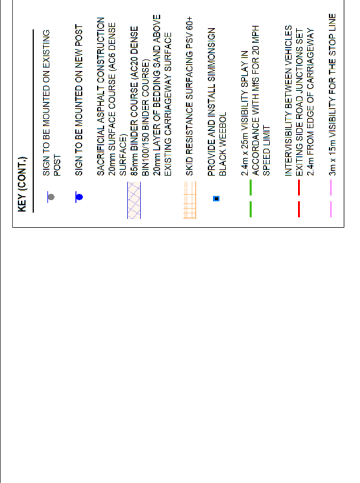 KEY (CONT.)
SIGN TO BE MOUNTED ON EXISTING
POST
SIGN TO BE MOUNTED ON NEW POST
SACRIFICIAL ASPHALT CONSTRUCTION
20mm SURFACE COURSE (AC6 DENSE
SURFACE)
85mm BINDER COURSE (AC20 DENSE
BIN100/150 BINDER COURSE)
20mm LAYER OF BEDDING SAND ABOVE
EXISTING CARRIAGEWAY SURFACE
SKID RESISTANCE SURFACING PSV 60+
PROVIDE AND INSTALL SIMMONSIGN
BLACK WEEBOL
2.4m x 25m VISIBILITY SPLAY IN
ACCORDANCE WITH MfS FOR 20 MPH
SPEED LIMIT
INTERVISIBILITY BETWEEN VEHICLES
EXITING SIDE ROAD JUNCTIONS SET
2.4m FROM EDGE OF CARRIAGEWAY
3m x 15m VISIBILITY FOR THE STOP LINE